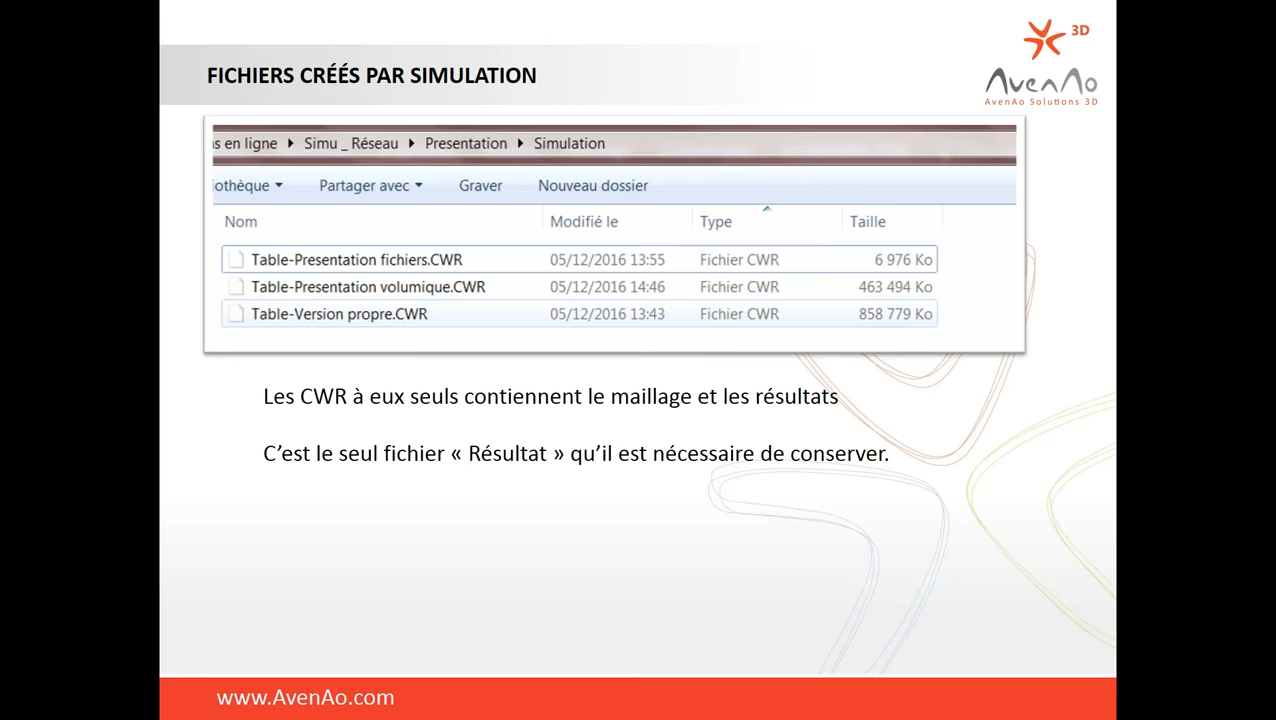 3D
AvenAo
AvenAo Solutions 3D
FICHIERS CRÉÉS PAR SIMULATION
s en ligne Simu _ Réseau Presentation Simulation
iothèque Partager avec Graver Nouveau dossier
Nom Modifié le Type Taille
Table-Presentation fichiers.CWR 05/12/2016 13:55 Fichier CWR 6 976 Ko
Table-Presentation volumique.CWR 05/12/2016 14:46 Fichier CWR 463 494 Ko
Table-Version propre.CWR 05/12/2016 13:43 Fichier CWR 858 779 Ko
Les CWR à eux seuls contiennent le maillage et les résultats
C’est le seul fichier « Résultat » qu’il est nécessaire de conserver.
www.AvenAo.com